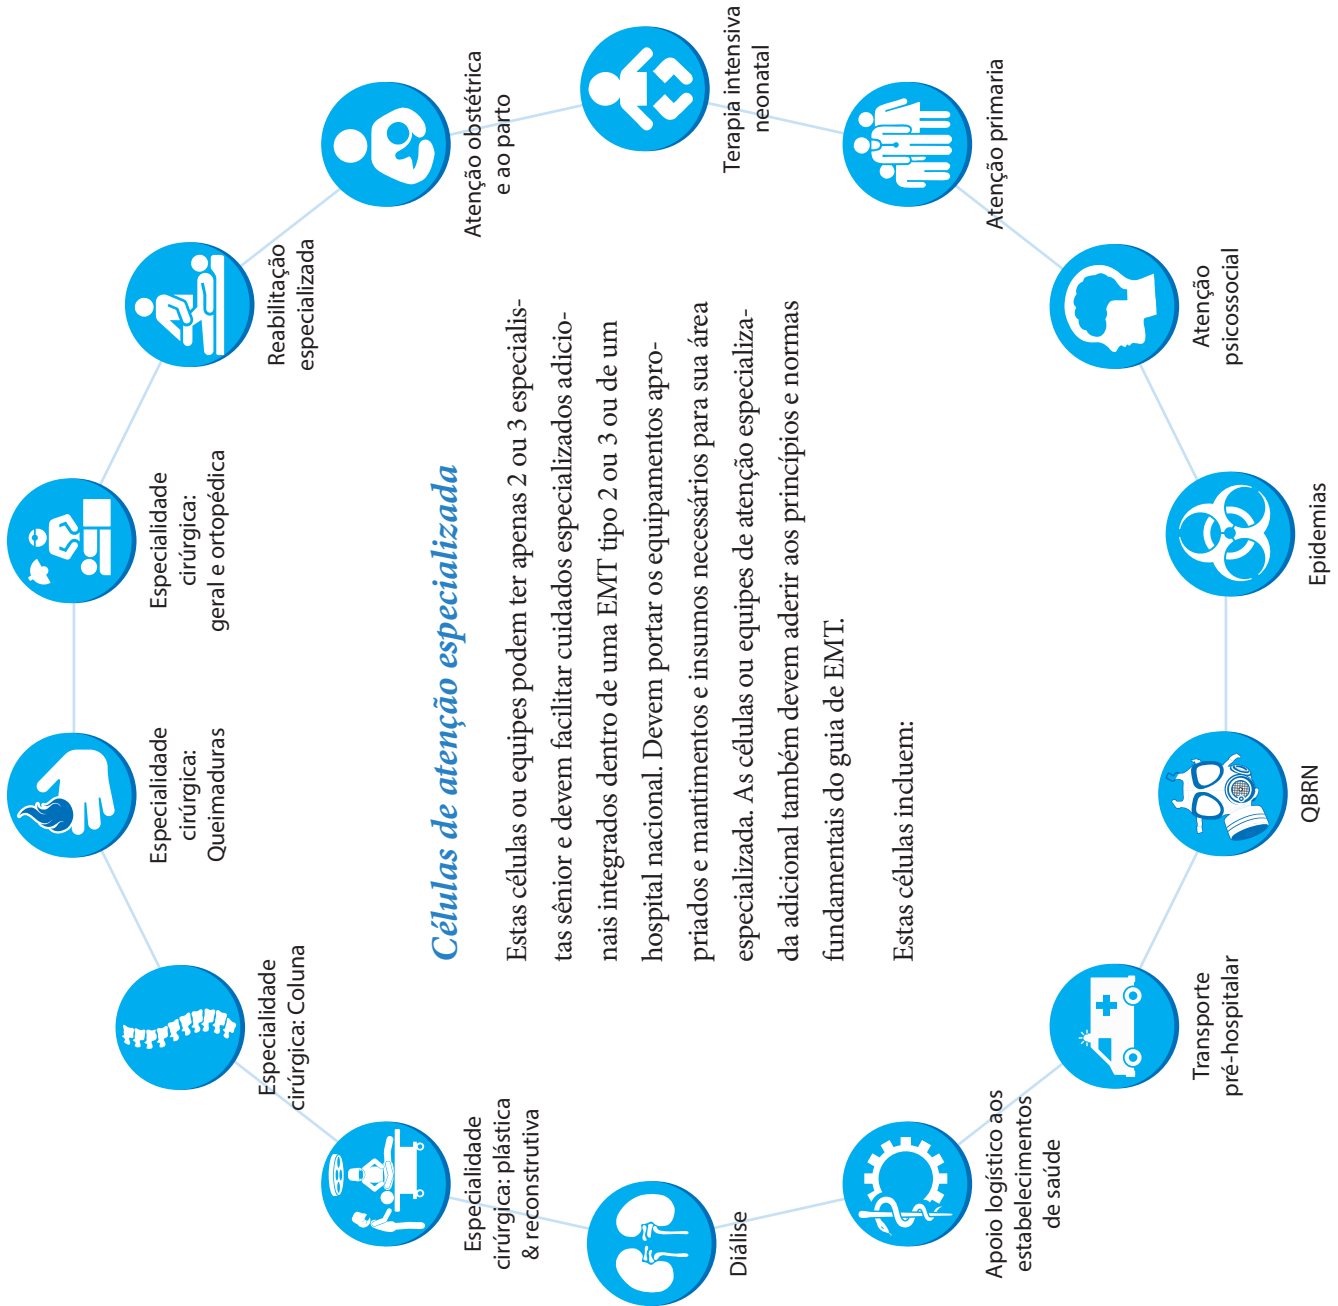 Células de atenção especializada
Estas células ou equipes podem ter apenas 2 ou 3 especialis-
tas sênior e devem facilitar cuidados especializados adicio-
nais integrados dentro de uma EMT tipo 2 ou 3 ou de um
hospital nacional. Devem portar os equipamentos apro-
priados e mantimentos e insumos necessários para sua área
especializada. As células ou equipes de atenção especializa-
da adicional também devem aderir aos princípios e normas
fundamentais do guia de EMT.
Estas células incluem:
Especialidade
cirúrgica:
Queimaduras
Especialidade
cirúrgica:
geral e ortopédica
Reabilitação
especializada
Atenção obstétrica
e ao parto
Terapia intensiva
neonatal
Atenção primaria
Atenção
psicossocial
Epidemias
QBRN
Transporte
pré-hospitalar
Apoio logístico aos
estabelecimentos
de saúde
Diálise
Especialidade
cirúrgica: plástica
& reconstrutiva
Especialidade
cirúrgica: Coluna